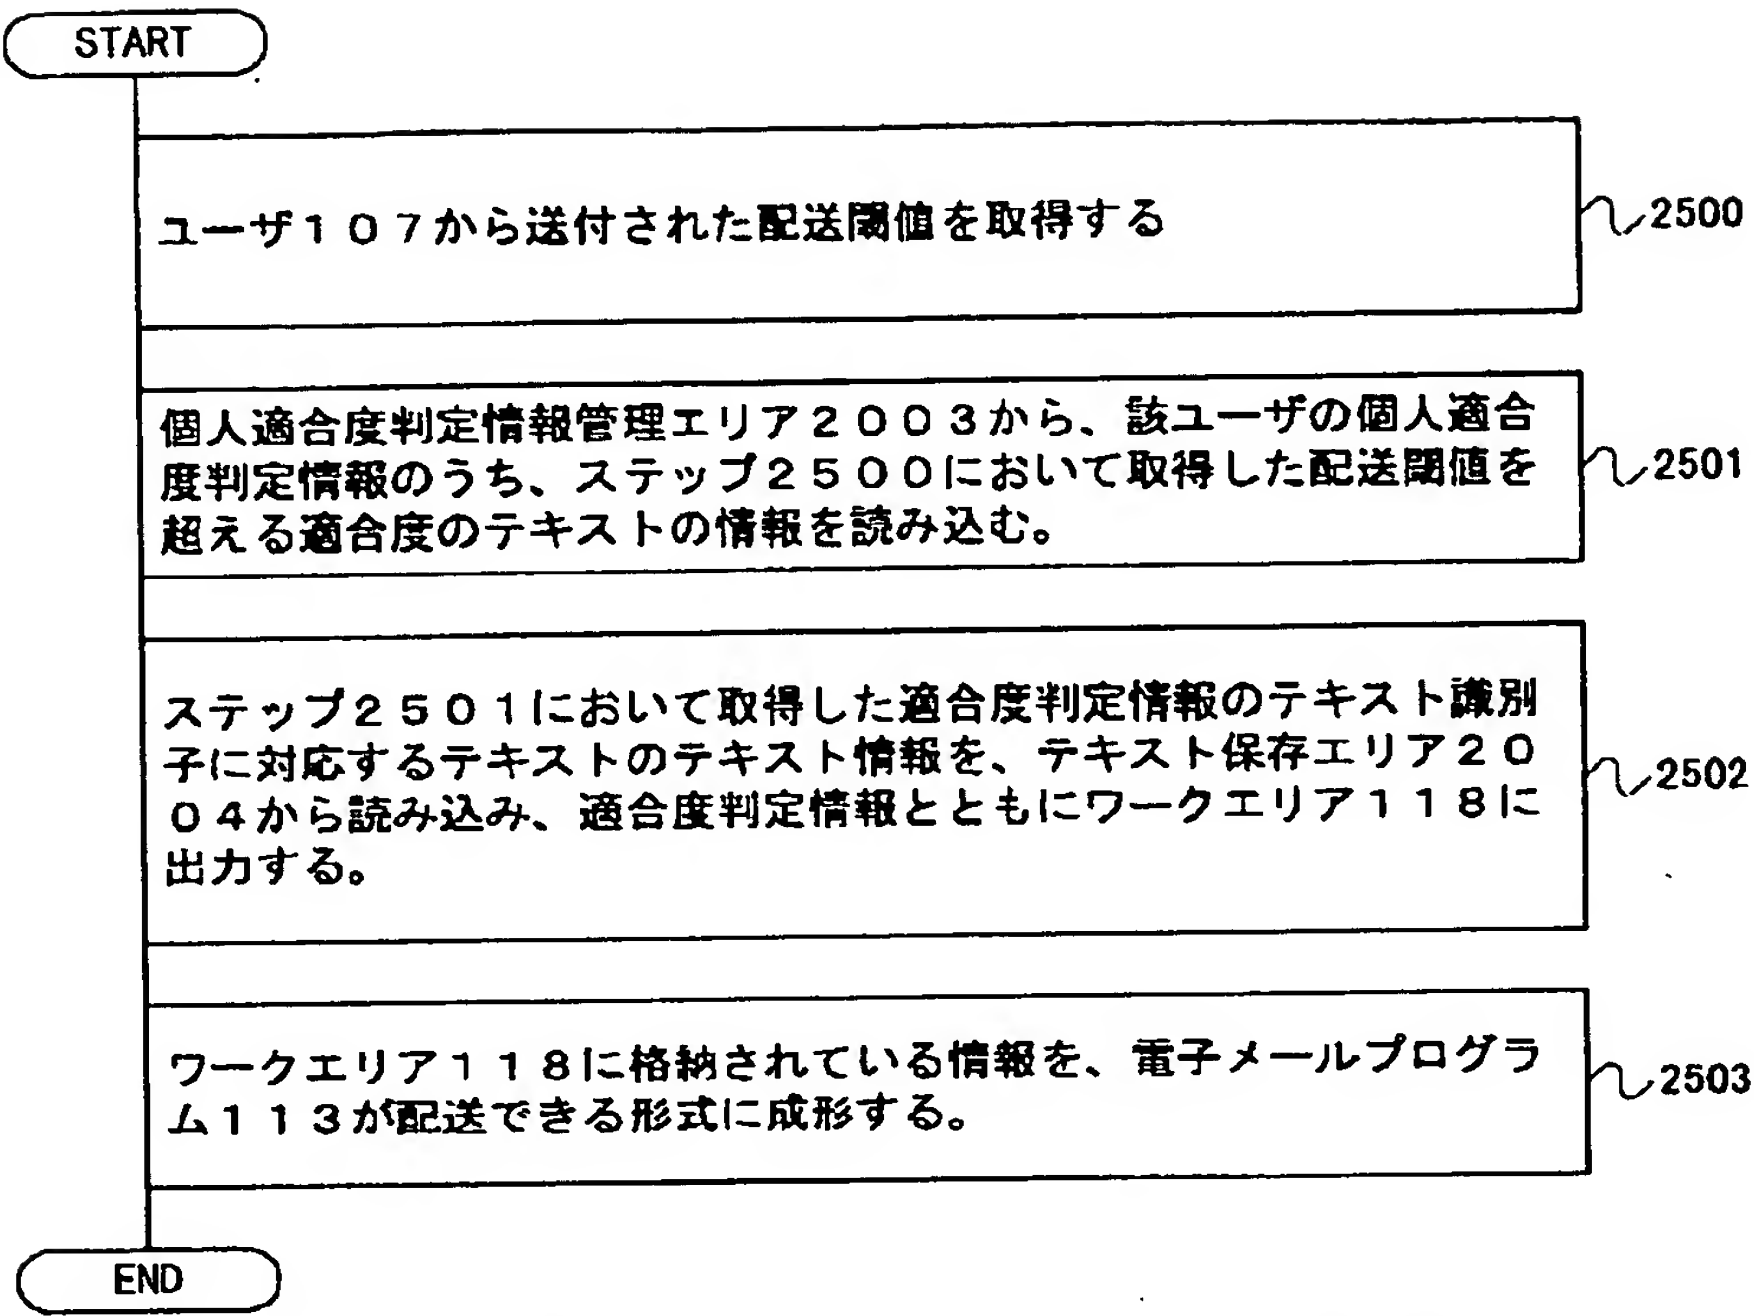 START
ユーザ１０７から送付された配送閾値を取得する
2500
個人適合度判定情報管理エリア２００３から、該ユーザの個人適合
度判定情報のうち、ステップ２５００において取得した配送閾値を
超える適合度のテキストの情報を読み込む。
2501
ステップ２５０１において取得した適合度判定情報のテキスト識別
子に対応するテキストのテキスト情報を、テキスト保存エリア２０
０４から読み込み、適合度判定情報とともにワークエリア１１８に
出力する。
2502
ワークエリア１１８に格納されている情報を、電子メールプログラ
ム１１３が配送できる形式に成形する。
2503
END